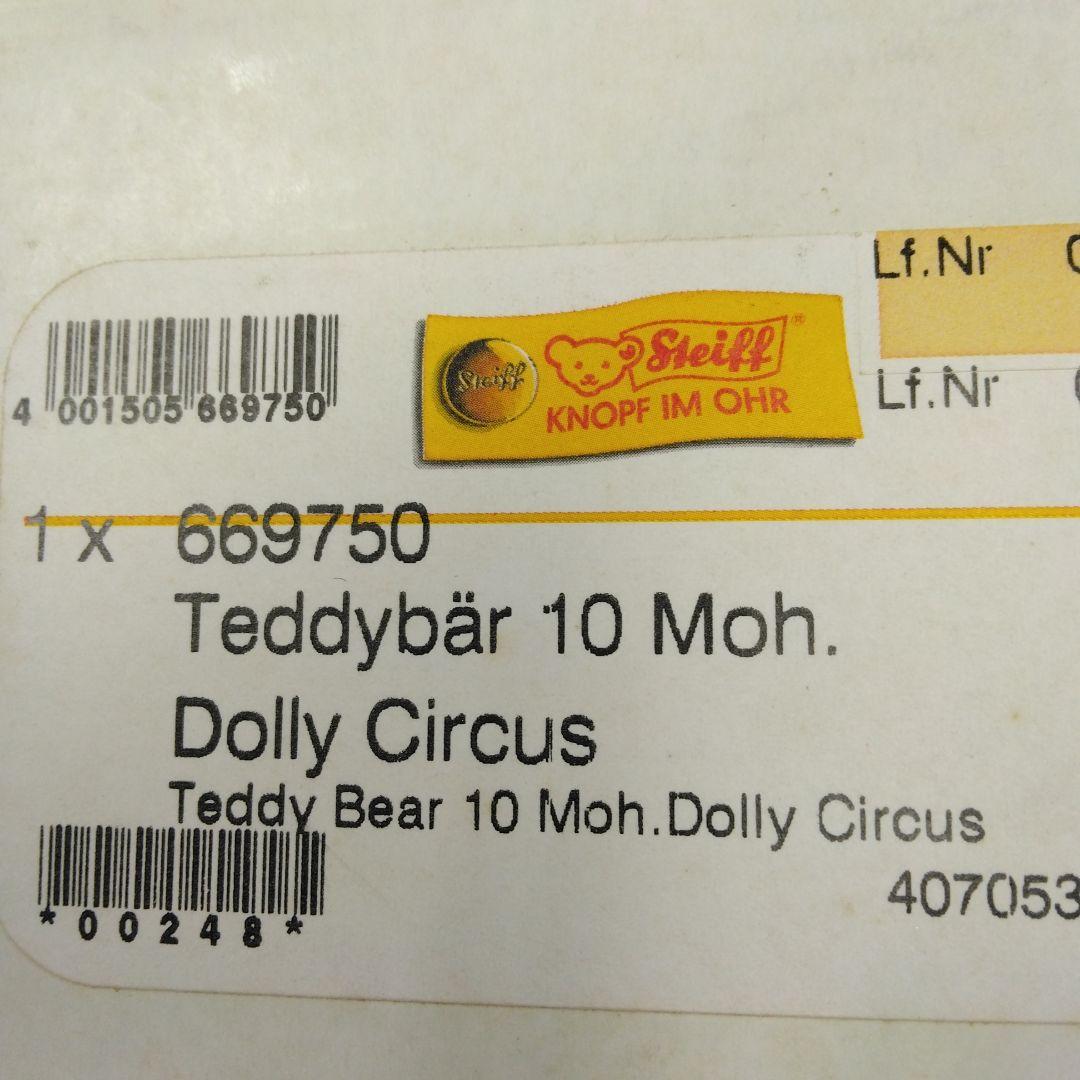 Lf.Nr
4 001505 669750
Steiff
Steiff®
KNOPF IM OHR
Lf.Nr
1 x 669750
Teddybär 10 Moh.
Dolly Circus
Teddy Bear 10 Moh.Dolly Circus
407053
*00248*